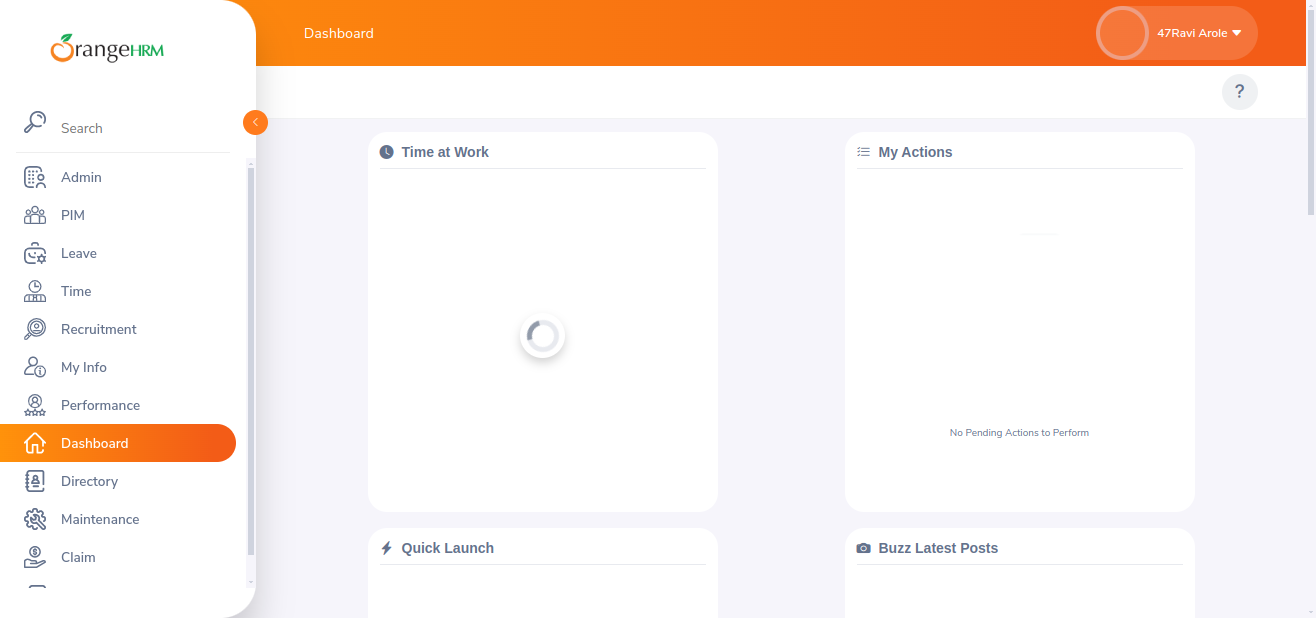 OrangeHRM
Dashboard
47Ravi Arole
?
Search
Admin
PIM
Leave
Time
Recruitment
My Info
Performance
Dashboard
Directory
Maintenance
Claim
Time at Work
My Actions
No Pending Actions to Perform
Quick Launch
Buzz Latest Posts